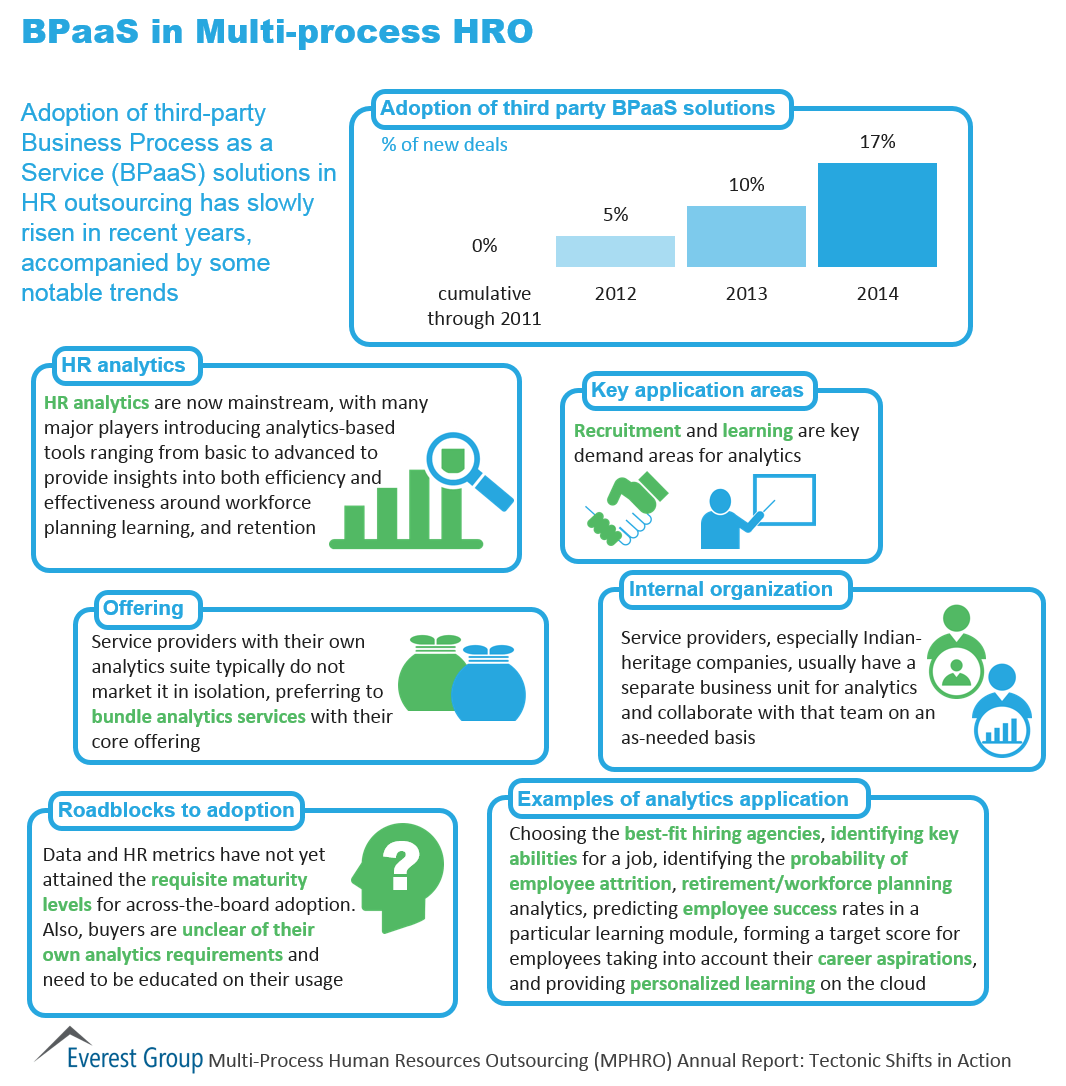 BPaaS in Multi-process HRO
Adoption of third-party
Business Process as a
Service (BPaaS) solutions in
HR outsourcing has slowly
risen in recent years,
accompanied by some
notable trends
Adoption of third party BPaaS solutions
% of new deals
0%
5%
10%
17%
cumulative
through 2011
2012
2013
2014
HR analytics
HR analytics are now mainstream, with many
major players introducing analytics-based
tools ranging from basic to advanced to
provide insights into both efficiency and
effectiveness around workforce
planning learning, and retention
Key application areas
Recruitment and learning are key
demand areas for analytics
Offering
Service providers with their own
analytics suite typically do not
market it in isolation, preferring to
bundle analytics services with their
core offering
Internal organization
Service providers, especially Indian-
heritage companies, usually have a
separate business unit for analytics
and collaborate with that team on an
as-needed basis
Roadblocks to adoption
Data and HR metrics have not yet
attained the requisite maturity
levels for across-the-board adoption.
Also, buyers are unclear of their
own analytics requirements and
need to be educated on their usage
?
Examples of analytics application
Choosing the best-fit hiring agencies, identifying key
abilities for a job, identifying the probability of
employee attrition, retirement/workforce planning
analytics, predicting employee success rates in a
particular learning module, forming a target score for
employees taking into account their career aspirations,
and providing personalized learning on the cloud
Everest Group Multi-Process Human Resources Outsourcing (MPHRO) Annual Report: Tectonic Shifts in Action